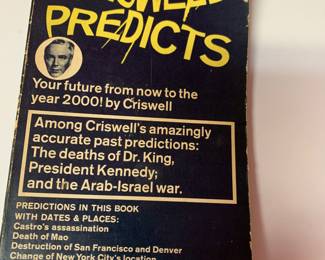 PREDICTS
Your future from now to the
year 2000! by Criswell
Among Criswell's amazingly
accurate past predictions:
The deaths of Dr. King,
President Kennedy;
and the Arab-Israel war.
PREDICTIONS IN THIS BOOK
WITH DATES & PLACES:
Castro's assassination
Death of Mao
Destruction of San Francisco and Denver
Change of New York City's location